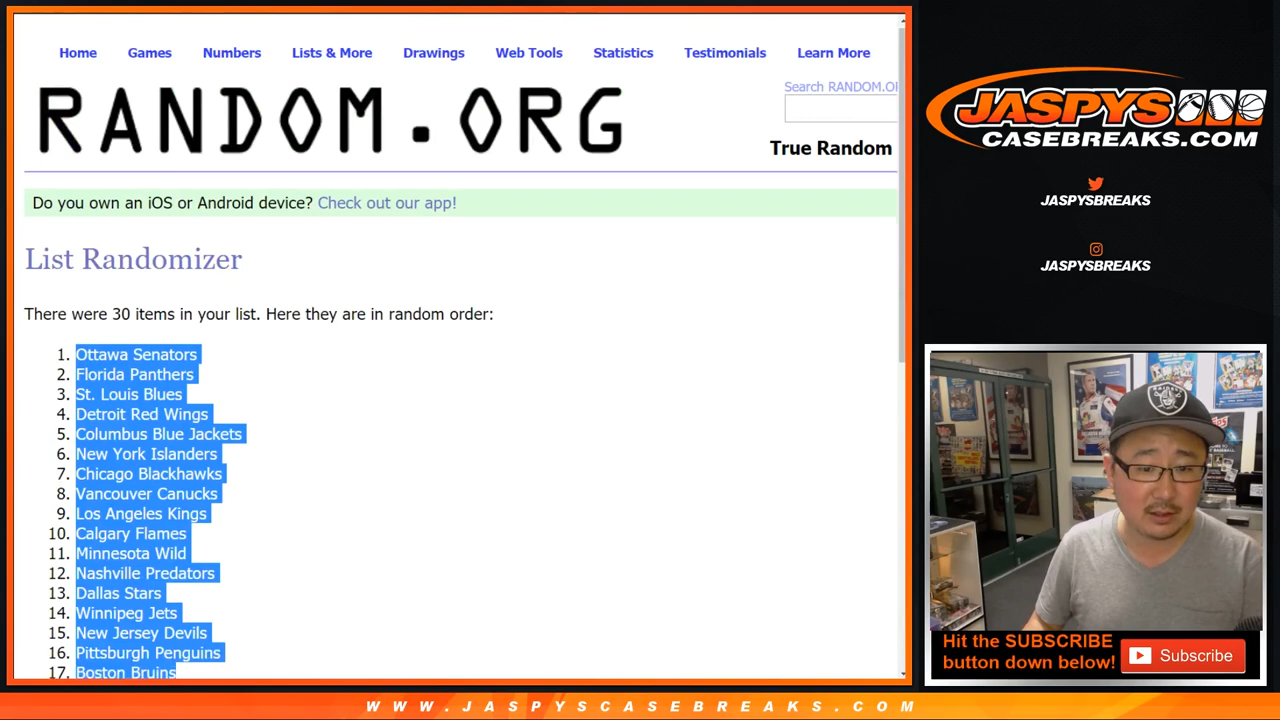 Home Games Numbers Lists & More Drawings Web Tools Statistics Testimonials Learn More
RANDOM.ORG
Search RANDOM.OR
True Random
Do you own an iOS or Android device? Check out our app!
List Randomizer
There were 30 items in your list. Here they are in random order:
1. Ottawa Senators
2. Florida Panthers
3. St. Louis Blues
4. Detroit Red Wings
5. Columbus Blue Jackets
6. New York Islanders
7. Chicago Blackhawks
8. Vancouver Canucks
9. Los Angeles Kings
10. Calgary Flames
11. Minnesota Wild
12. Nashville Predators
13. Dallas Stars
14. Winnipeg Jets
15. New Jersey Devils
16. Pittsburgh Penguins
17. Boston Bruins
JASPYS
CASEBREAKS.COM
JASPYSBREAKS
JASPYSBREAKS
RAIDERS
Hit the SUBSCRIBE
button down below!
Subscribe
WWW.JASPYSCASEBREAKS.COM